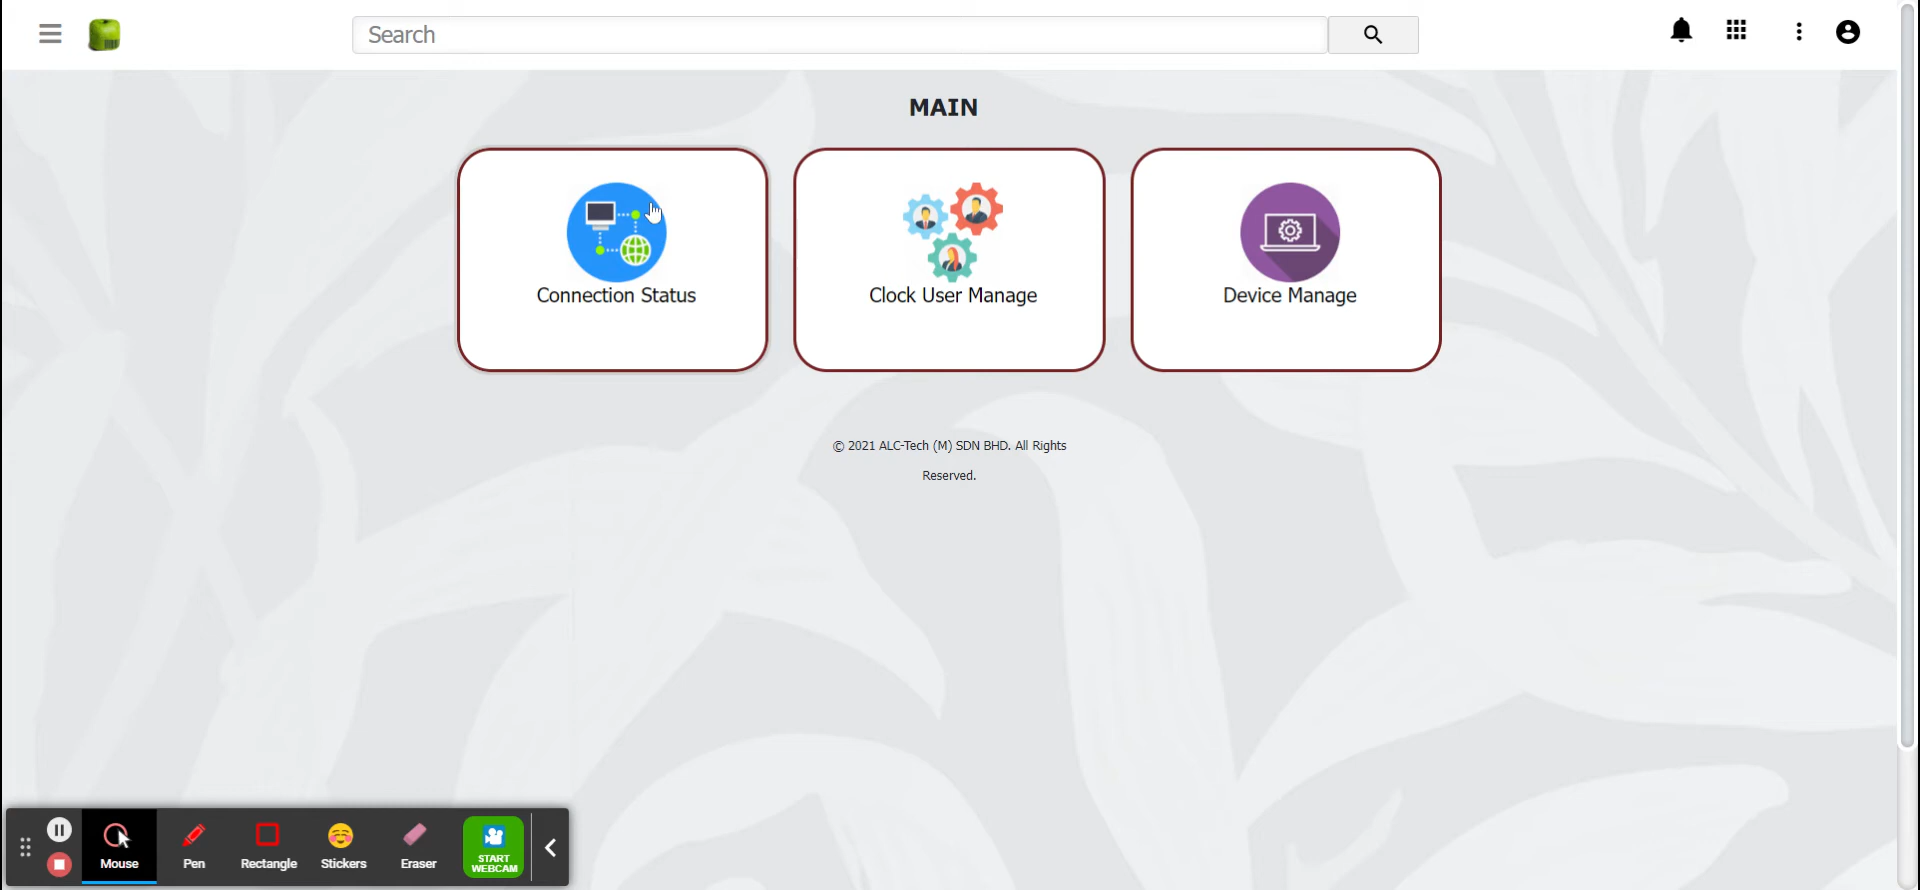 Search
MAIN
Connection Status
Clock User Manage
Device Manage
© 2021 ALC-Tech (M) SDN BHD. All Rights
Reserved.
Mouse
Pen
Rectangle
Stickers
Eraser
START
WEBCAM